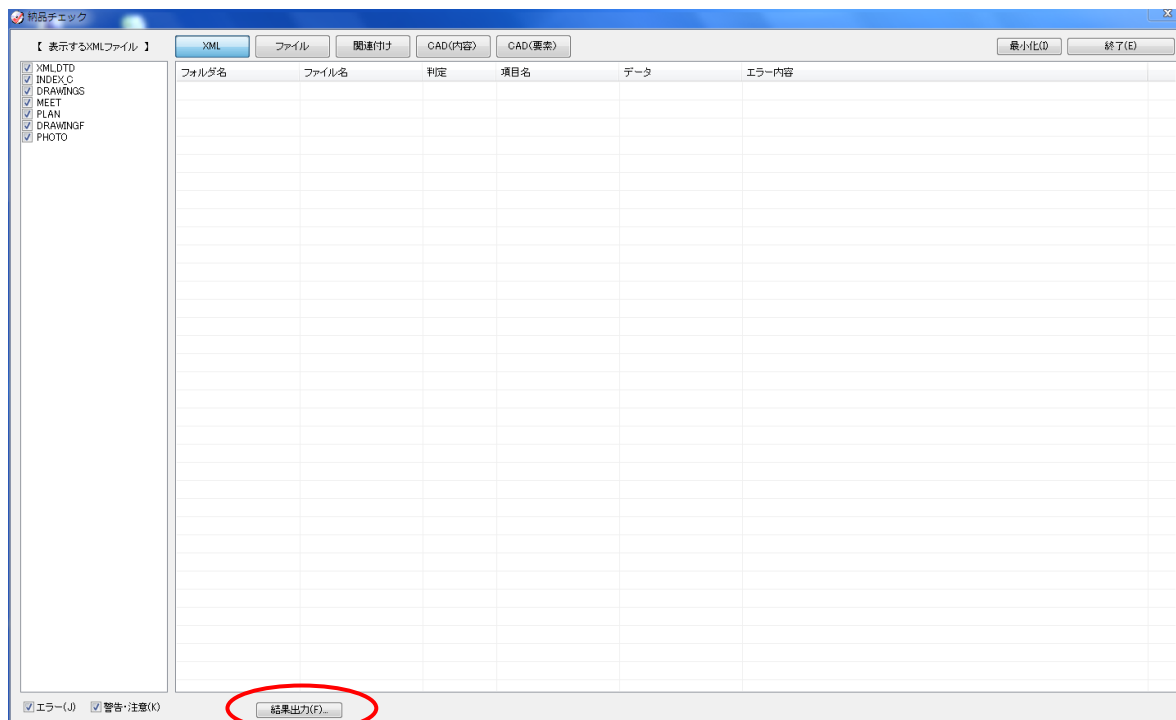 納品チェック
【 表示するXMLファイル 】
XML ファイル 関連付け CAD(内容) CAD(要素) 最小化(I) 終了(E)
XMLDTD
INDEX_C
DRAWINGS
MEET
PLAN
DRAWINGF
PHOTO
フォルダ名 ファイル名 判定 項目名 データ エラー内容
エラー(J) 警告・注意(K) 結果出力(F)...